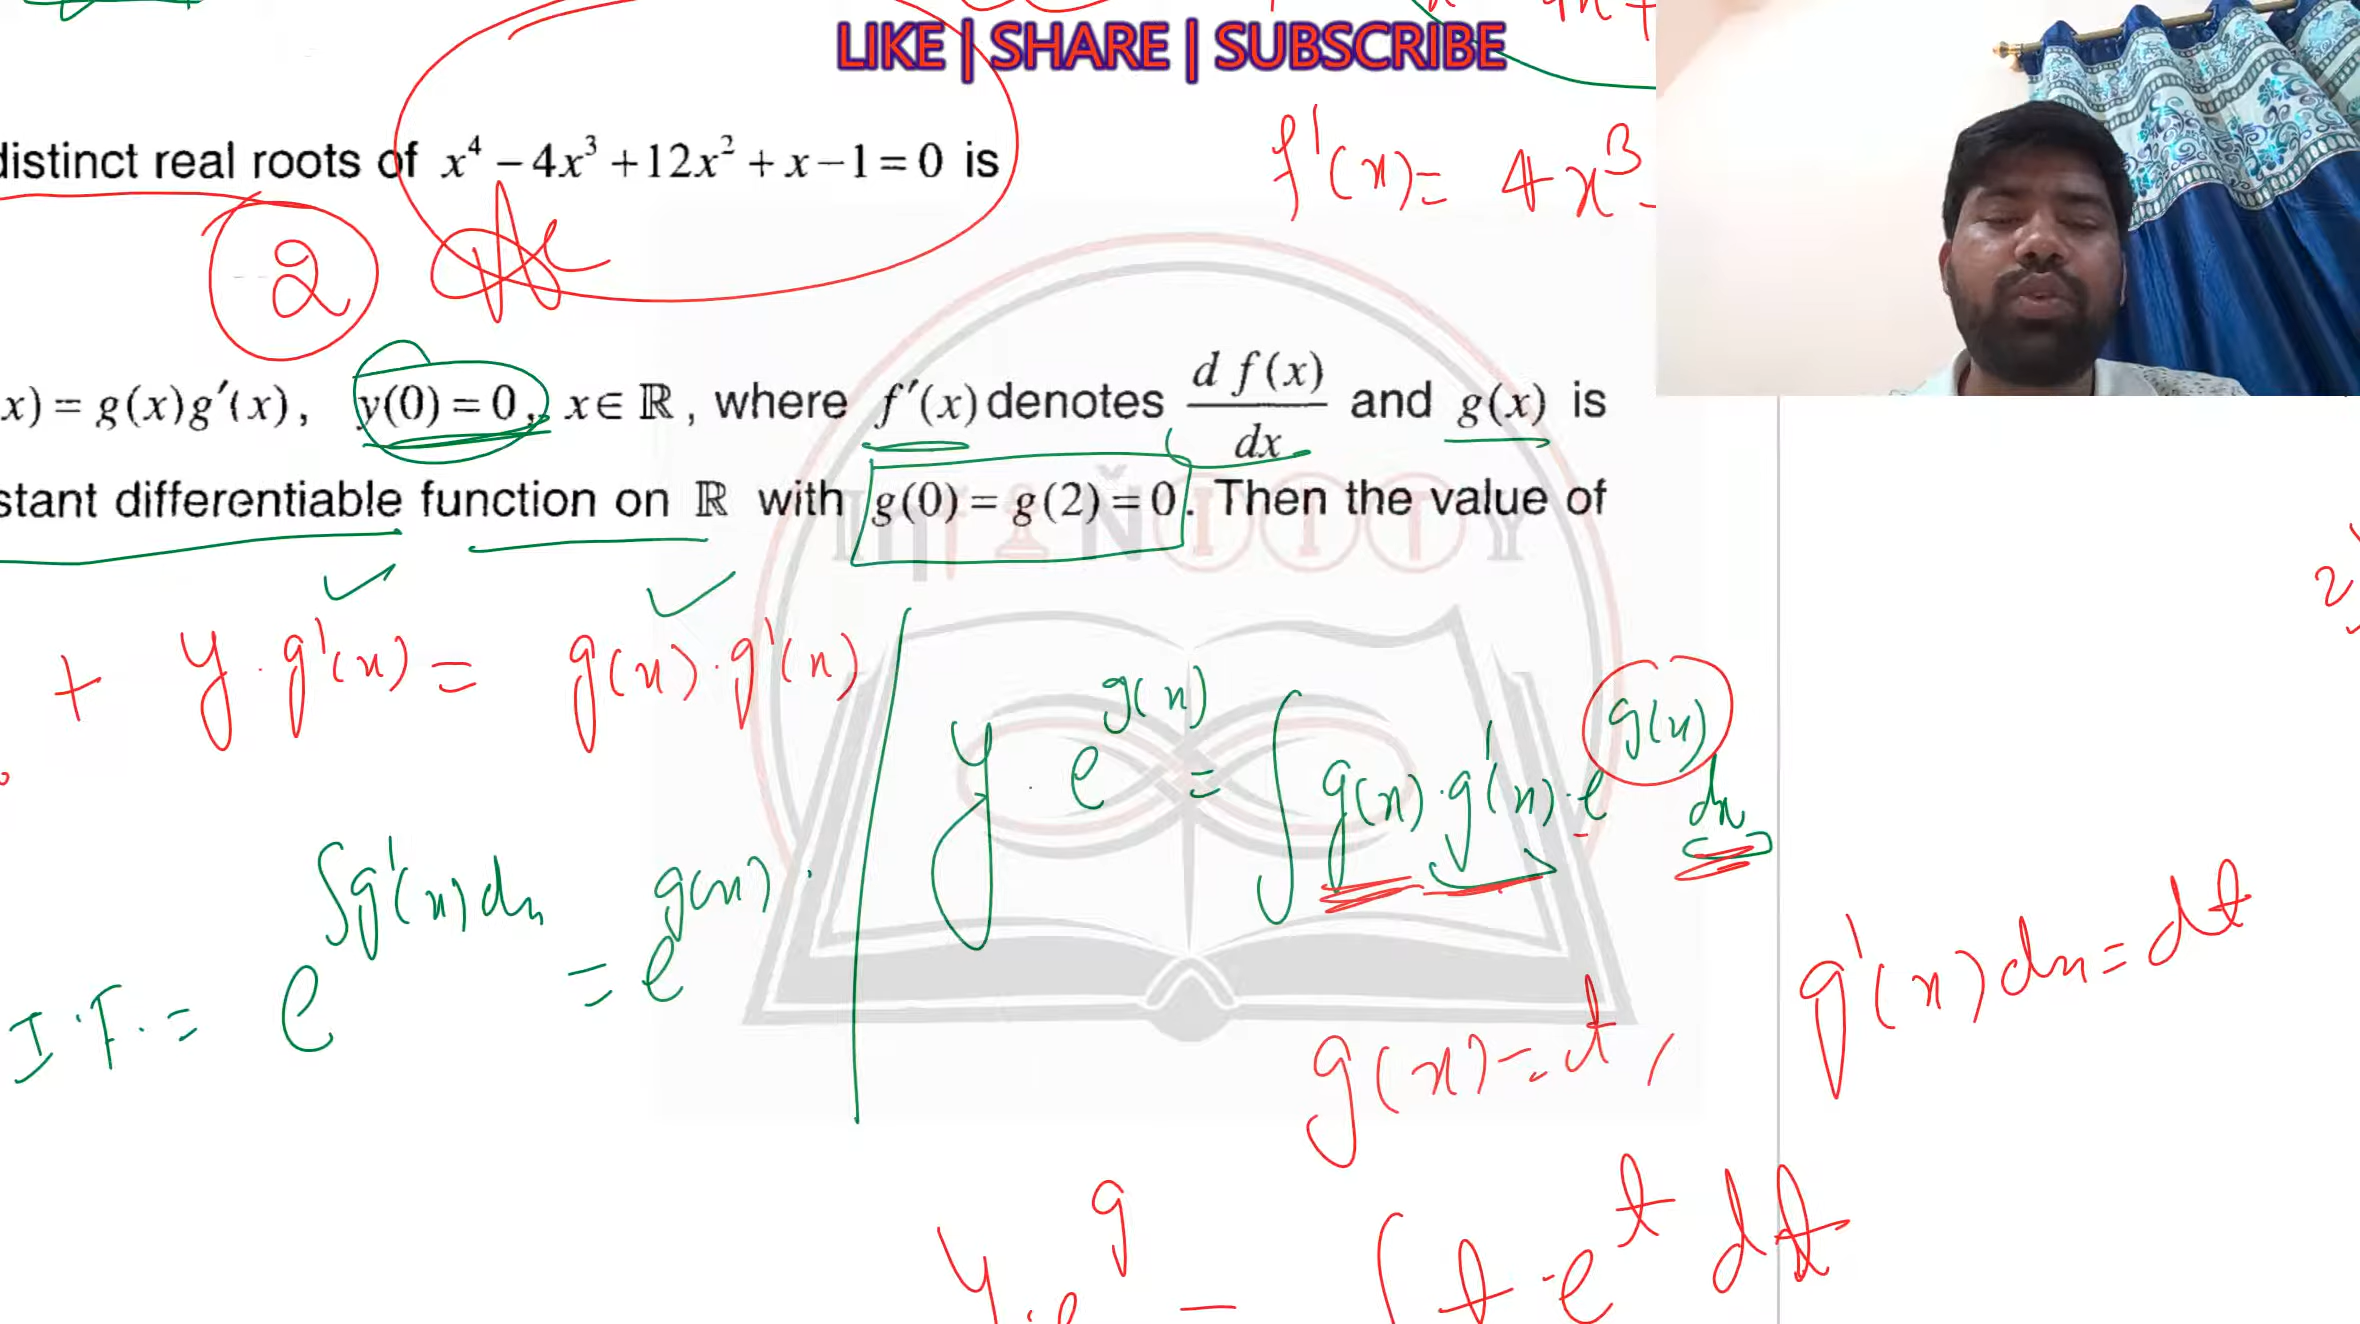 LIKE | SHARE | SUBSCRIBE
distinct real roots of x⁴ − 4x³ + 12x² + x − 1 = 0 is
f'(x) = 4x³ -
2
x) = g(x)g′(x), y(0) = 0, x ∈ ℝ, where f′(x) denotes d f(x)/dx and g(x) is
stant differentiable function on ℝ with g(0) = g(2) = 0. Then the value of
INFINITY
2
+ y · g'(x) = g(x) · g'(x)
y · e^g(x) = ∫ g(x) · g'(x) · e^g(x) dx
I.F. = e^∫g'(x)dx = e^g(x) .
g(x) = t, g'(x) dx = dt
y · e^g = ∫ t · e^t dt